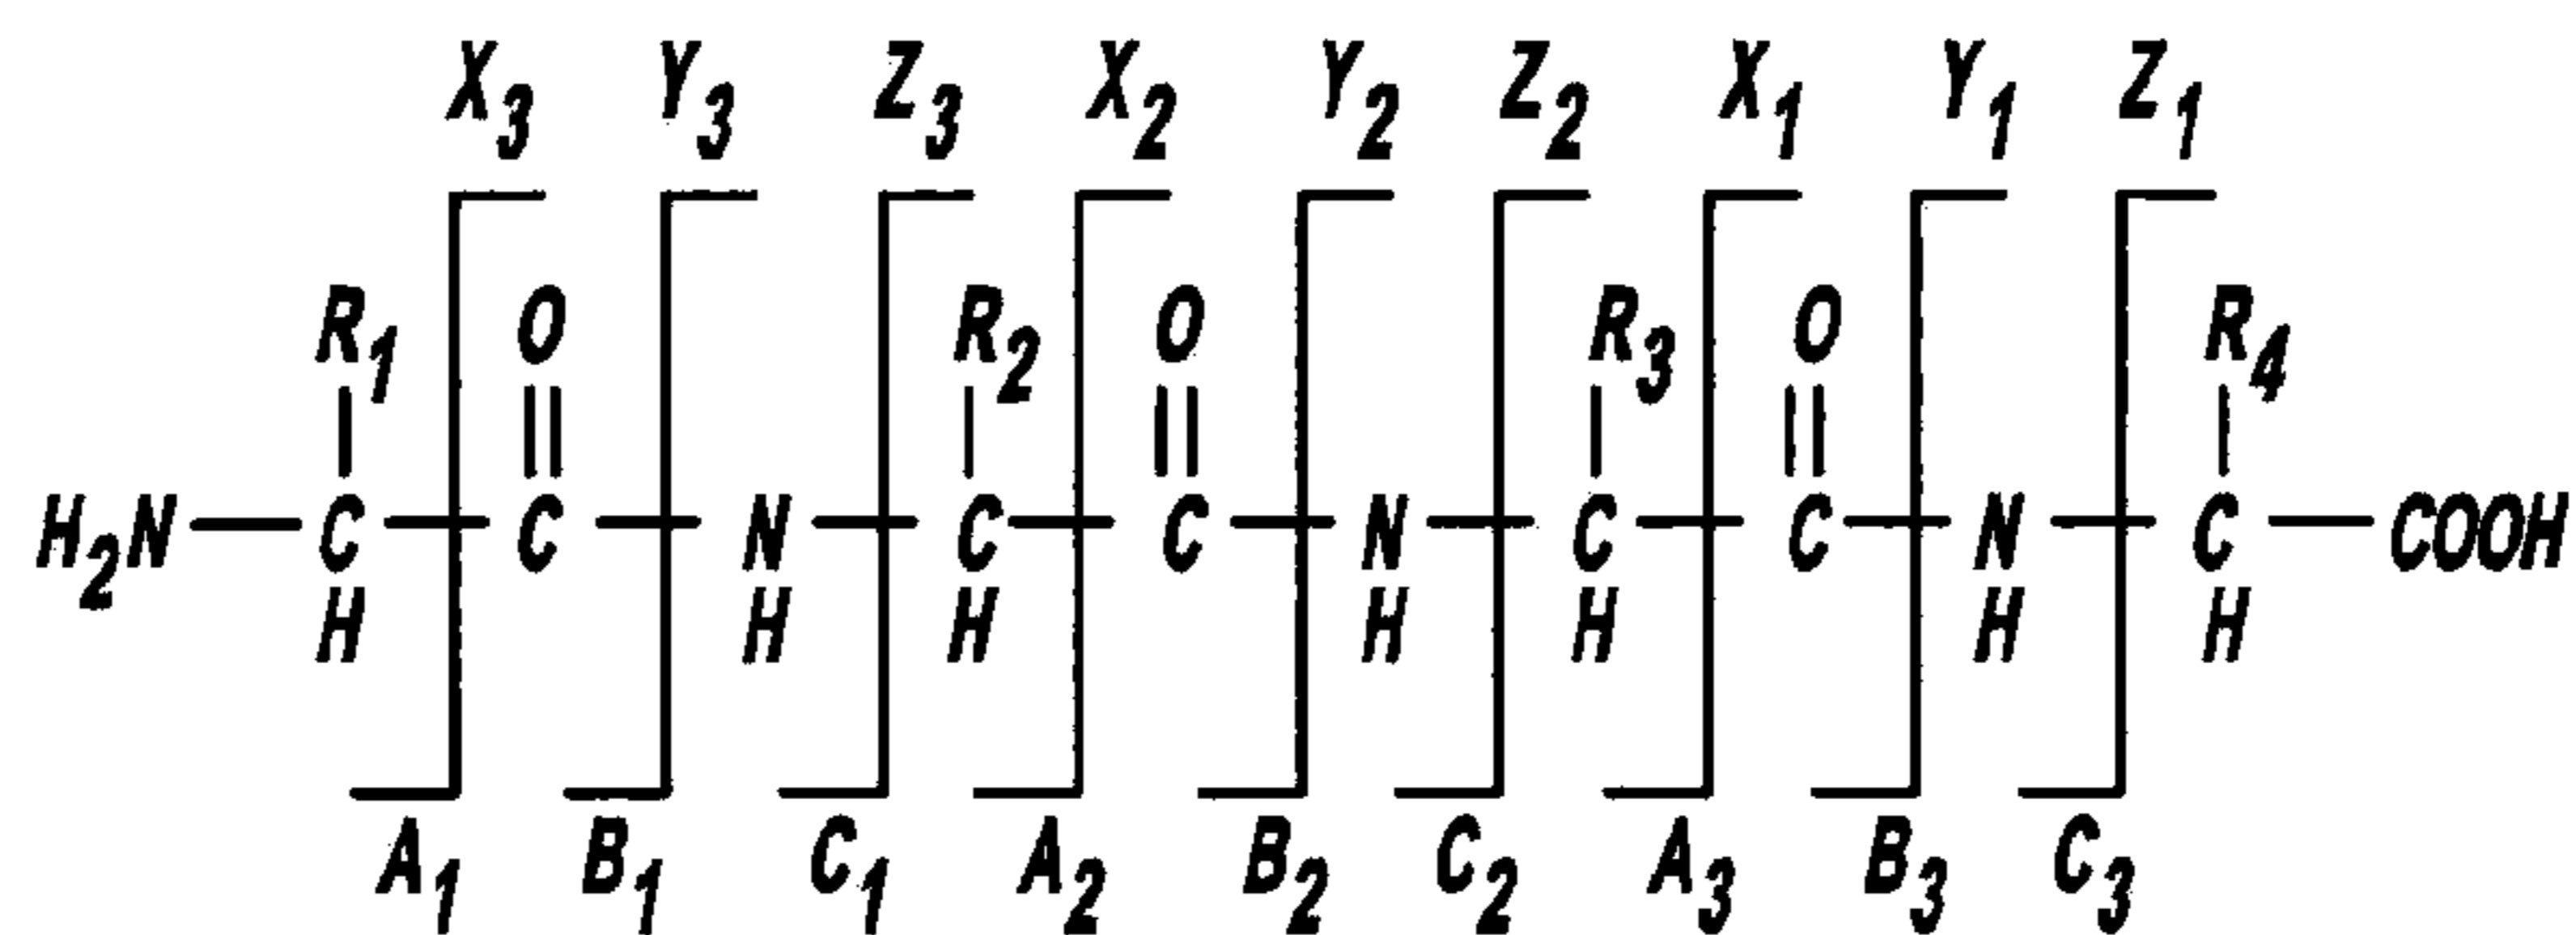 X3 Y3 Z3 X2 Y2 Z2 X1 Y1 Z1
R1 O R2 O R3 O R4
H2N C C N C C N C C N C COOH
H H H H H H H
A1 B1 C1 A2 B2 C2 A3 B3 C3